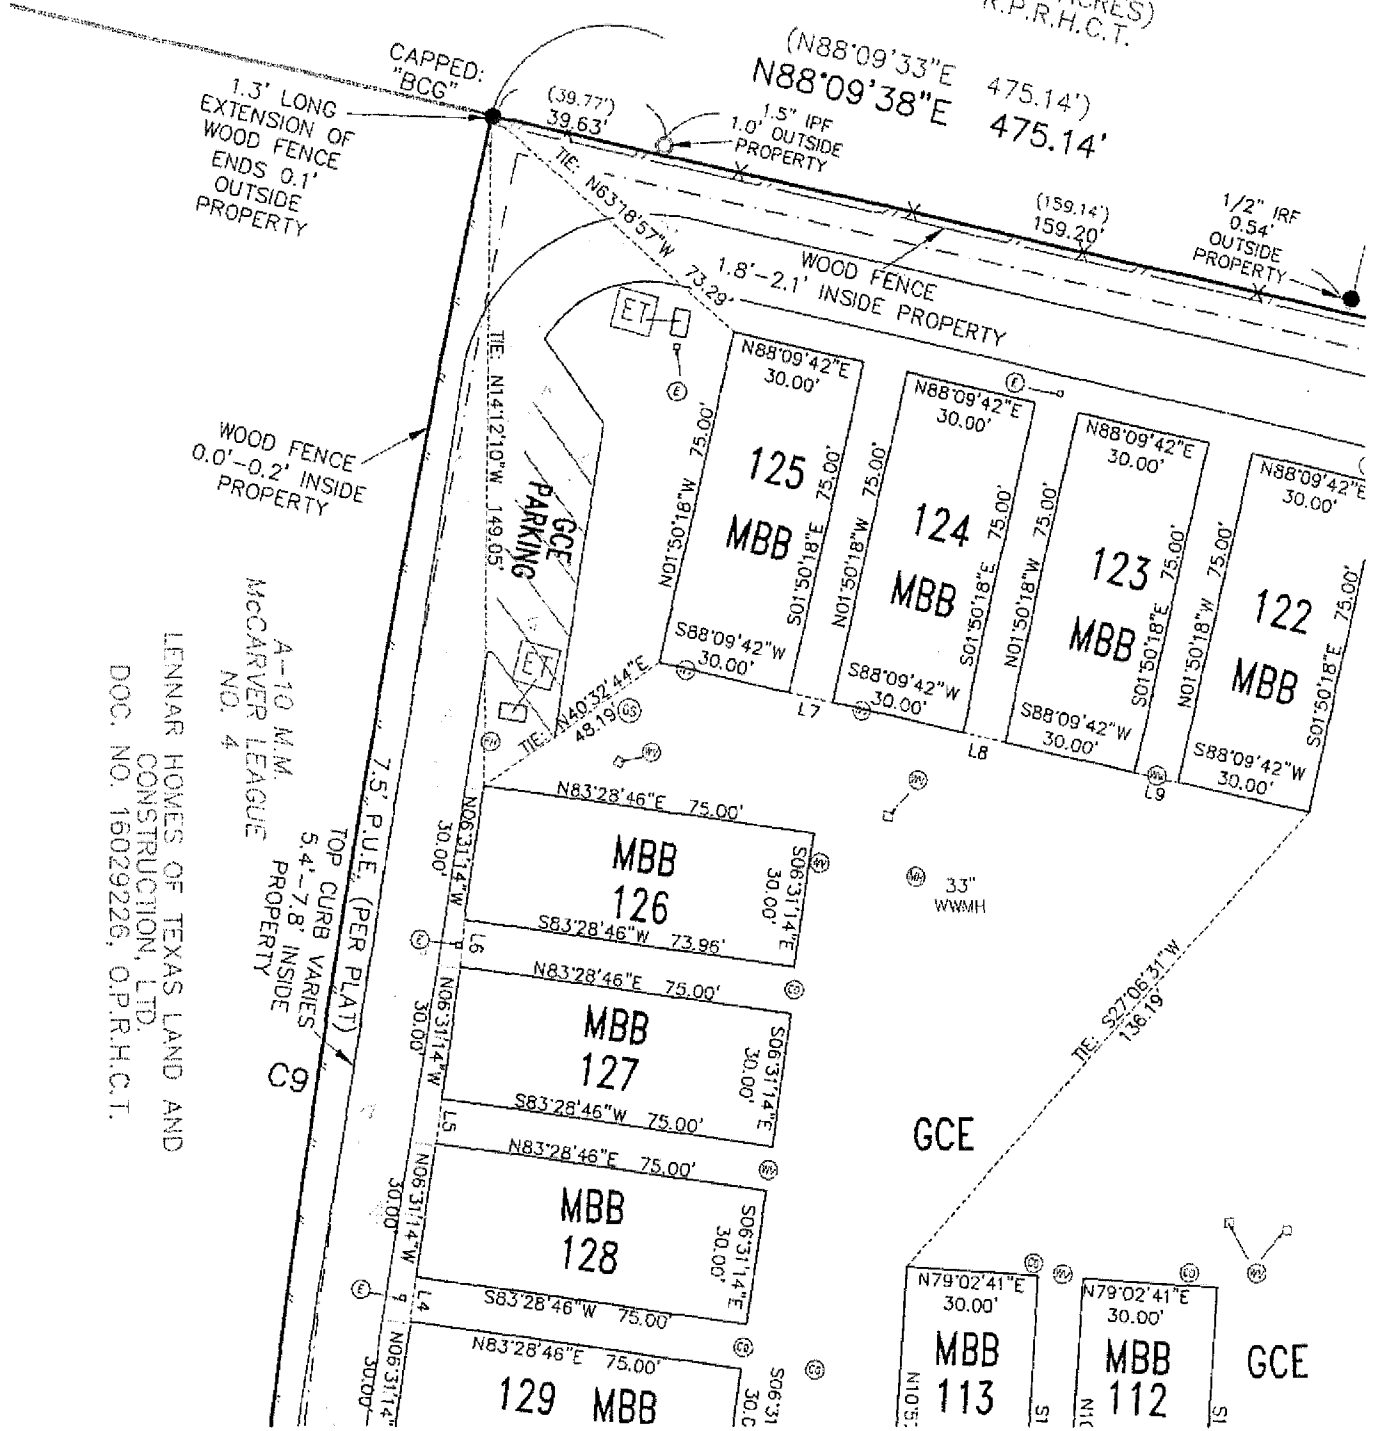 ACRES)
R.P.R.H.C.T.
(N88°09'33"E 475.14')
N88°09'38"E 475.14'
CAPPED:
"BCG"
1.3' LONG
EXTENSION OF
WOOD FENCE
ENDS 0.1'
OUTSIDE
PROPERTY
(39.77')
39.63'
1.5" IPF
1.0' OUTSIDE
PROPERTY
(159.14')
159.20'
1/2" IRF
0.54'
OUTSIDE
PROPERTY
TIE: N63°18'57"W 73.29'
WOOD FENCE
1.8'-2.1' INSIDE PROPERTY
ET
E
E
TIE: N14°12'10"W 149.05'
WOOD FENCE
0.0'-0.2' INSIDE
PROPERTY
GCE
PARKING
ET
N88°09'42"E
30.00'
N01°50'18"W 75.00'
125
MBB
S01°50'18"E 75.00'
S88°09'42"W
30.00'
L7
N88°09'42"E
30.00'
N01°50'18"W 75.00'
124
MBB
S01°50'18"E 75.00'
S88°09'42"W
30.00'
L8
N88°09'42"E
30.00'
N01°50'18"W 75.00'
123
MBB
S01°50'18"E 75.00'
S88°09'42"W
30.00'
L9
N88°09'42"E
30.00'
N01°50'18"W 75.00'
122
MBB
S01°50'18"E 75.00'
S88°09'42"W
30.00'
TIE: N40°32'44"E
48.19'
A-10 M.M.
McCARVER LEAGUE
NO. 4
LENNAR HOMES OF TEXAS LAND AND
CONSTRUCTION, LTD.
DOC. NO. 16029226, O.P.R.H.C.T.
7.5' P.U.E. (PER PLAT)
TOP CURB VARIES
5.4'-7.8' INSIDE
PROPERTY
C9
N83°28'46"E 75.00'
N06°31'14"W
30.00'
MBB
126
S06°31'14"E
30.00'
S83°28'46"W 73.96'
L6
E
MH
33"
WWMH
N83°28'46"E 75.00'
N06°31'14"W
30.00'
MBB
127
S06°31'14"E
30.00'
S83°28'46"W 75.00'
L5
TIE: S27°06'31"W
136.19'
GCE
N83°28'46"E 75.00'
N06°31'14"W
30.00'
MBB
128
S06°31'14"E
30.00'
S83°28'46"W 75.00'
L4
E
N83°28'46"E 75.00'
N06°31'14"
30.00'
129 MBB
S06°31
30.0
N79°02'41"E
30.00'
MBB
113
N10°5
S1
N79°02'41"E
30.00'
MBB
112
N1
S1
GCE